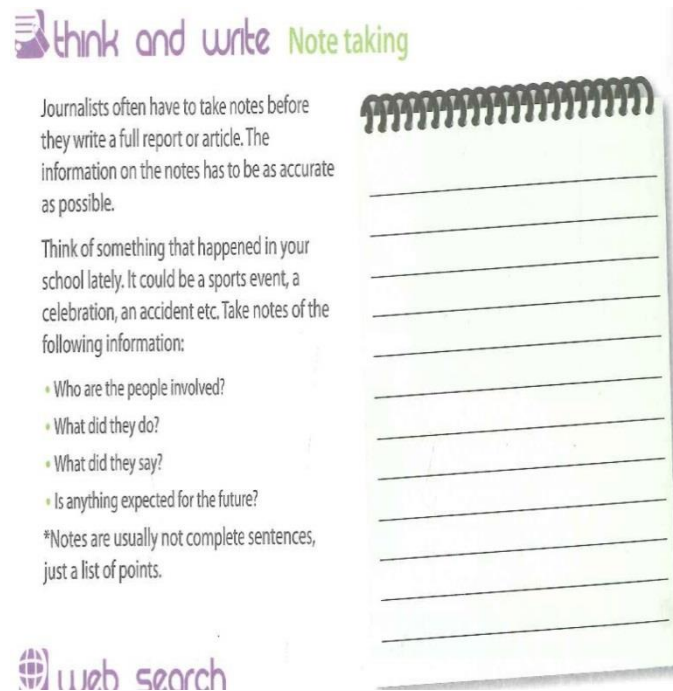 think and write Note taking
Journalists often have to take notes before
they write a full report or article. The
information on the notes has to be as accurate
as possible.
Think of something that happened in your
school lately. It could be a sports event, a
celebration, an accident etc. Take notes of the
following information:
• Who are the people involved?
• What did they do?
• What did they say?
• Is anything expected for the future?
*Notes are usually not complete sentences,
just a list of points.
web search